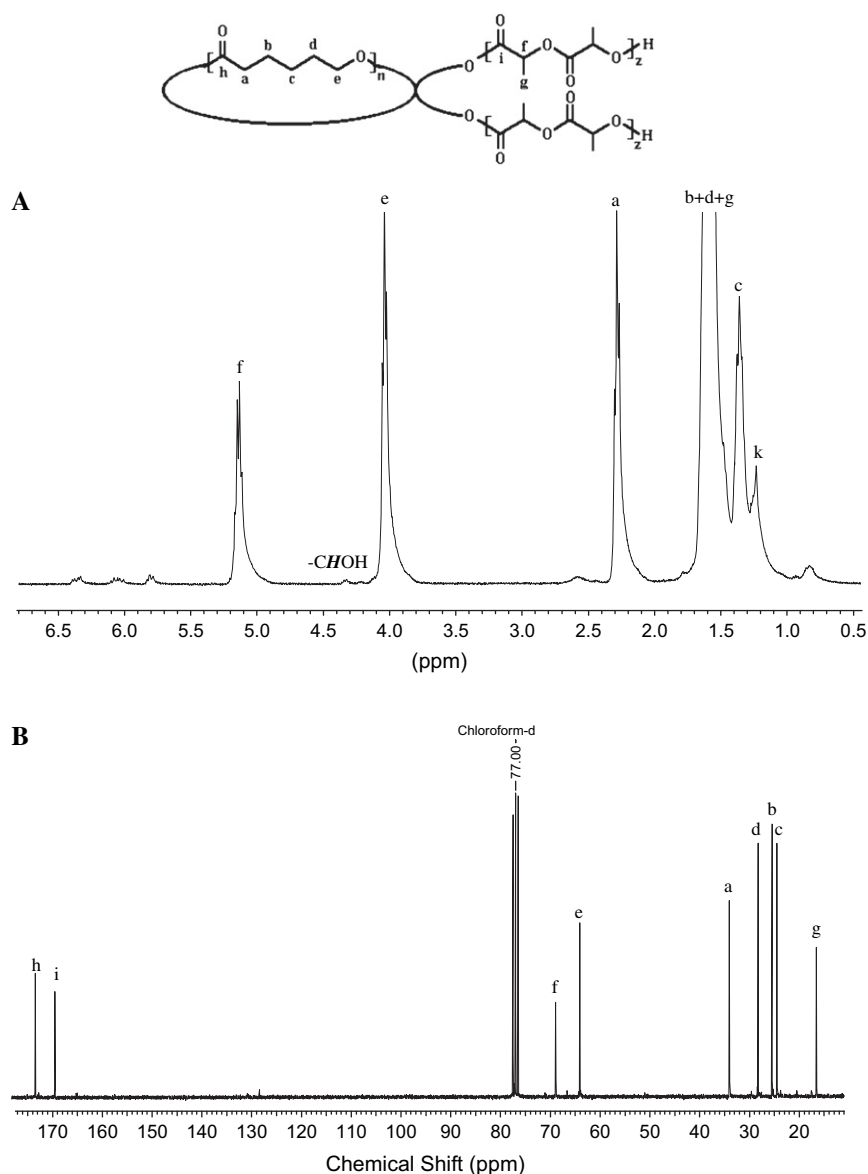 O O f O H
[ b d O ] [ O O ]
h a c e n O i g O z
O O O H
O [ O O ] z
O
A
e a b+d+g
c
f
k
-CHOH
6.5 6.0 5.5 5.0 4.5 4.0 3.5 3.0 2.5 2.0 1.5 1.0 0.5
(ppm)
B
Chloroform-d
77.00
b
d c
a
e
g
h
i
f
170 160 150 140 130 120 110 100 90 80 70 60 50 40 30 20
Chemical Shift (ppm)